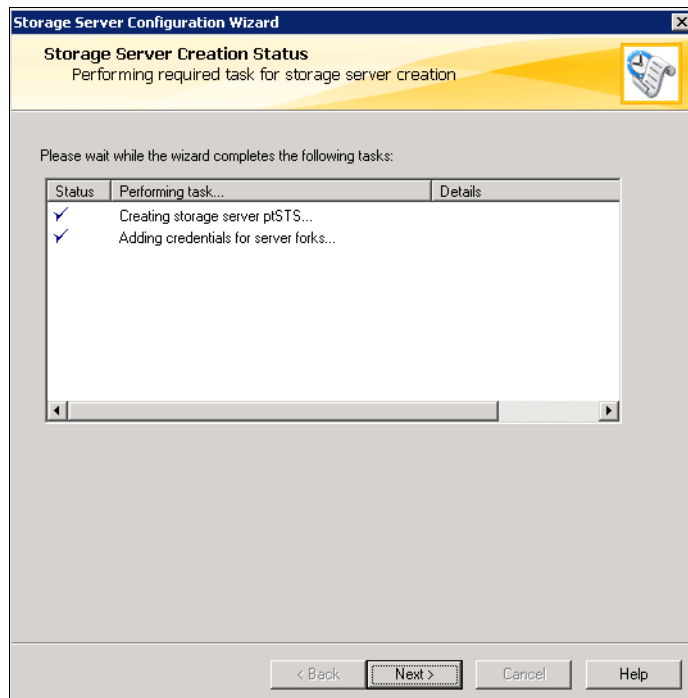 Storage Server Configuration Wizard
Storage Server Creation Status
Performing required task for storage server creation
Please wait while the wizard completes the following tasks:
Status Performing task... Details
Creating storage server ptSTS...
Adding credentials for server forks...
< Back Next > Cancel Help